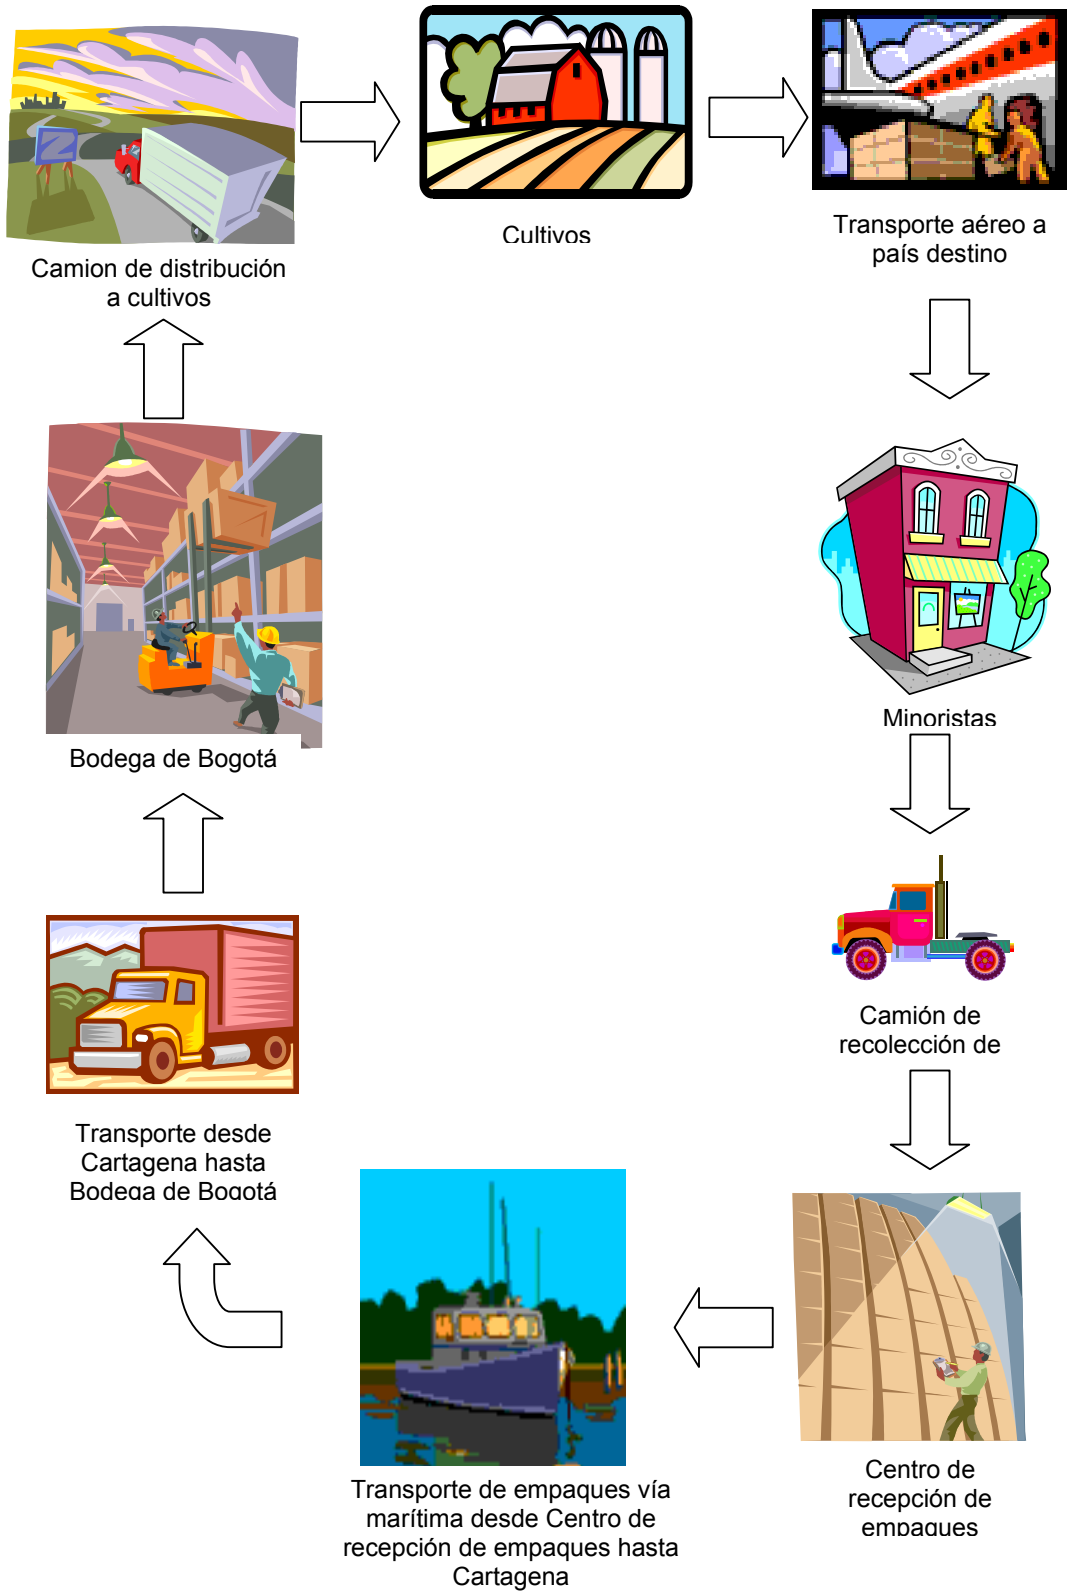 Camion de distribución
a cultivos
Cultivos
Transporte aéreo a
país destino
Minoristas
Bodega de Bogotá
Camión de
recolección de
Transporte desde
Cartagena hasta
Bodega de Bogotá
Centro de
recepción de
empaques
Transporte de empaques vía
marítima desde Centro de
recepción de empaques hasta
Cartagena